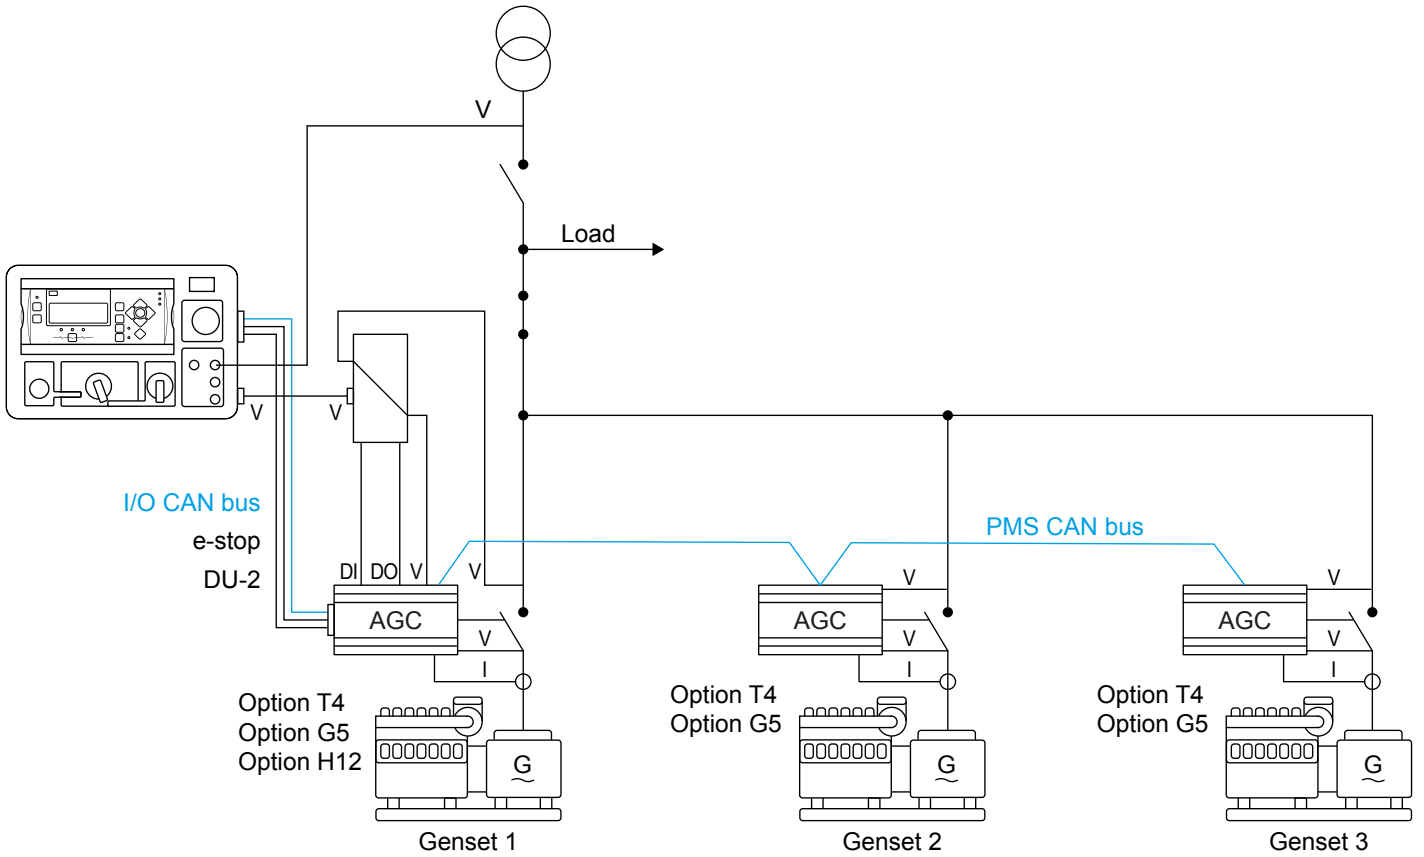 V
Load
V
V
I/O CAN bus
e-stop
DU-2
PMS CAN bus
DI
DO
V
V
V
V
AGC
AGC
AGC
V
V
V
I
I
I
Option T4
Option G5
Option H12
Option T4
Option G5
Option T4
Option G5
G
G
G
Genset 1
Genset 2
Genset 3